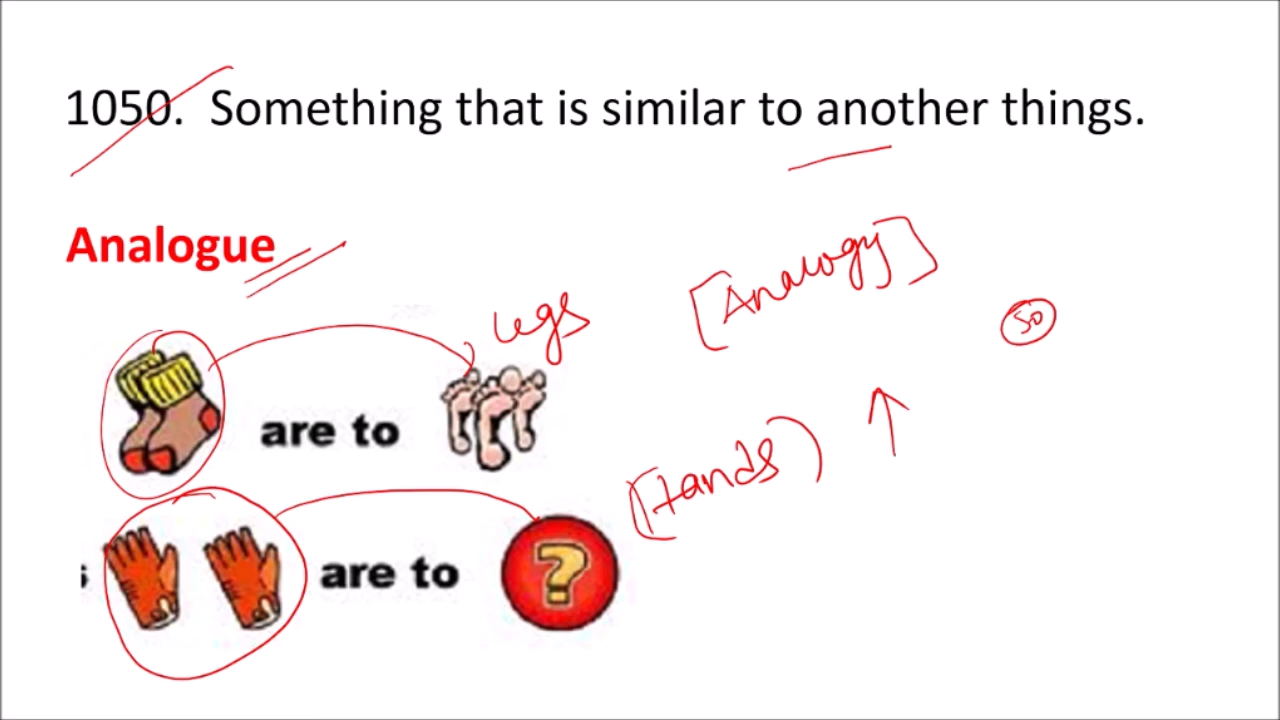 1050. Something that is similar to another things.
Analogue
[Analogy]
legs
50
are to
(Hands)
s are to ?